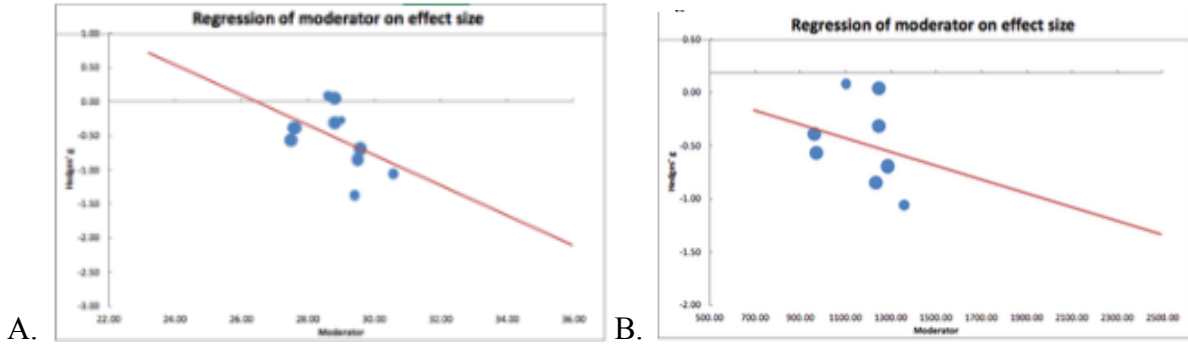 Regression of moderator on effect size
1.00
0.50
0.00
-0.50
-1.00
-1.50
-2.00
-2.50
-3.00
Hedges' g
22.00 24.00 26.00 28.00 30.00 32.00 34.00 36.00
Moderator
A.
Regression of moderator on effect size
0.50
0.00
-0.50
-1.00
-1.50
-2.00
Hedges' g
500.00 700.00 900.00 1100.00 1300.00 1500.00 1700.00 1900.00 2100.00 2300.00 2500.00
Moderator
B.